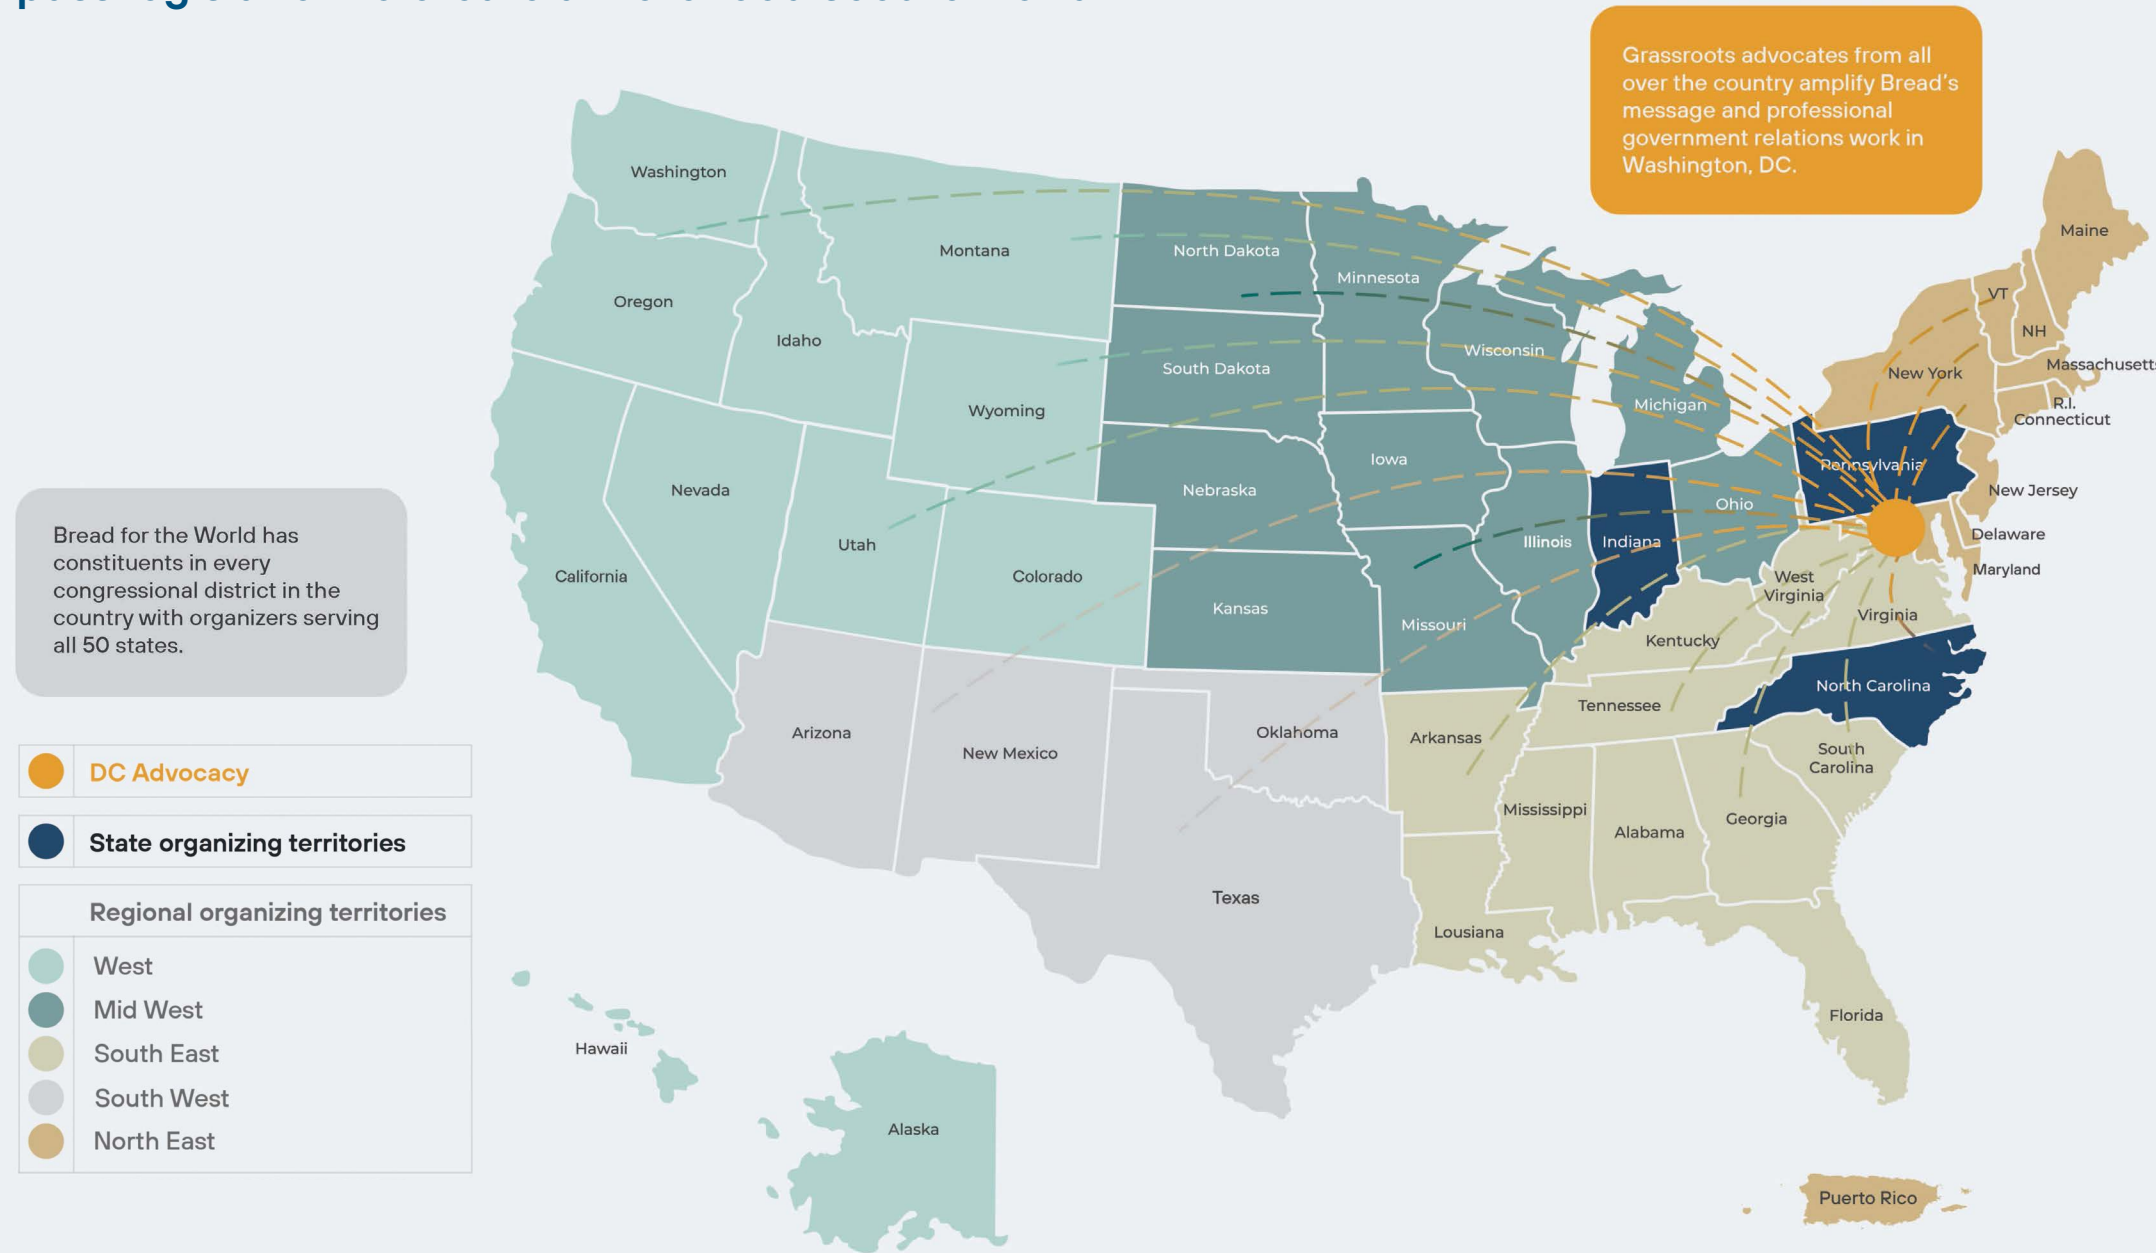 Grassroots advocates from all
over the country amplify Bread's
message and professional
government relations work in
Washington, DC.
Washington
Montana
North Dakota
Minnesota
Maine
Oregon
Idaho
VT
NH
Wisconsin
Massachusetts
South Dakota
New York
Wyoming
Michigan
R.I.
Connecticut
Iowa
Pennsylvania
Nevada
Nebraska
Ohio
New Jersey
Bread for the World has
constituents in every
congressional district in the
country with organizers serving
all 50 states.
Utah
Illinois
Indiana
Delaware
California
Colorado
Maryland
West
Virginia
Kansas
Missouri
Virginia
Kentucky
North Carolina
Tennessee
Arizona
New Mexico
Oklahoma
Arkansas
South
Carolina
DC Advocacy
Mississippi
Alabama
Georgia
State organizing territories
Texas
Lousiana
Regional organizing territories
West
Mid West
South East
South West
North East
Florida
Hawaii
Alaska
Puerto Rico